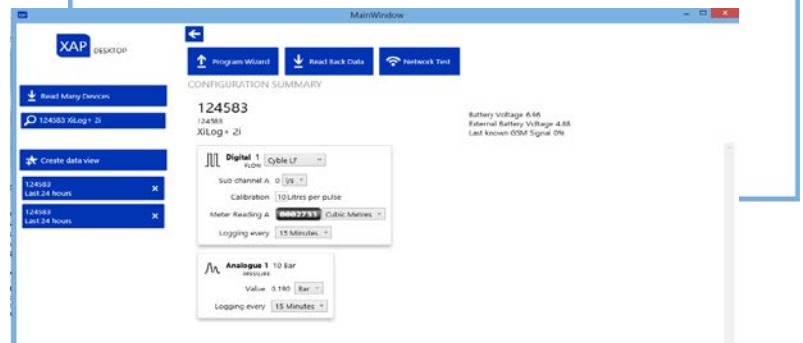 MainWindow
XAP DESKTOP
Program Wizard
Read Back Data
Network Test
CONFIGURATION SUMMARY
Read Many Devices
124583 XiLog+ 2i
Create data view
124583
Last 24 hours
124583
Last 24 hours
124583
124583
XiLog+ 2i
Battery Voltage 6.96
External Battery Voltage 4.88
Last known GSM Signal 0%
Digital 1 Cyble LF
FLOW
Sub channel A 0 l/s
Calibration 10 Litres per pulse
Meter Reading A 0002733 Cubic Metres
Logging every 15 Minutes
Analogue 1 10 Bar
PRESSURE
Value 0.190 Bar
Logging every 15 Minutes